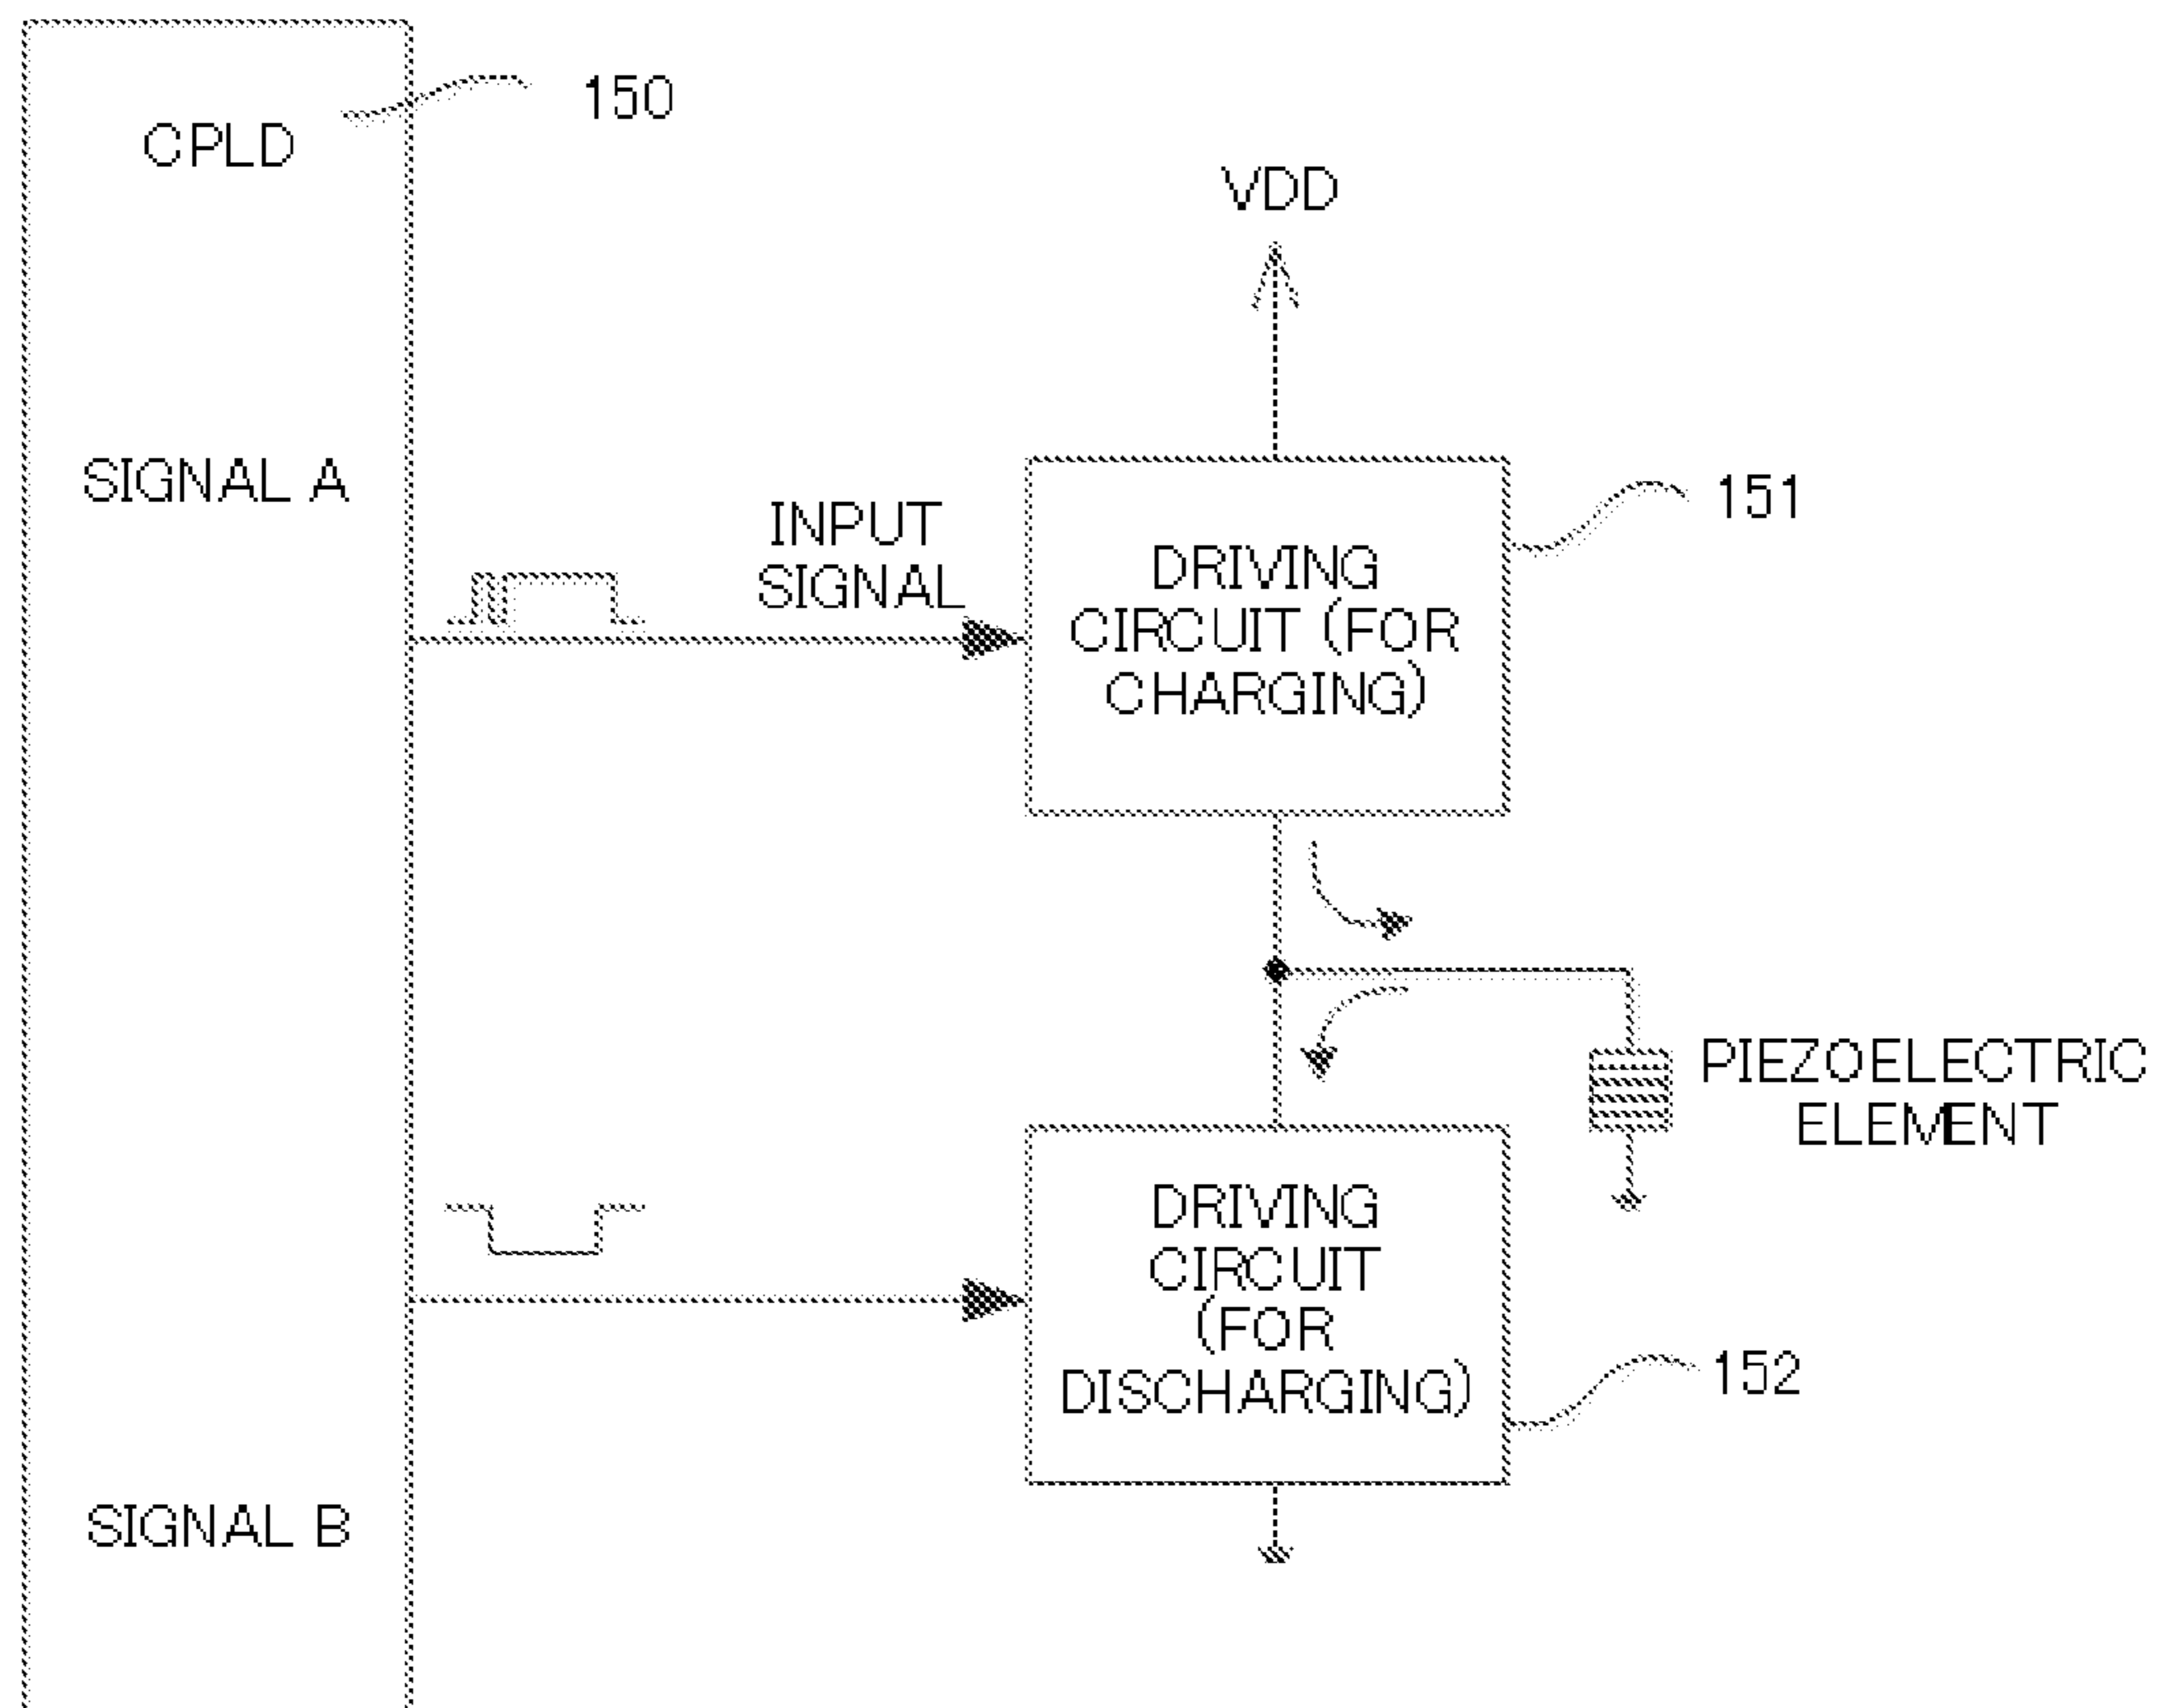 150
CPLD
VDD
SIGNAL A
INPUT
SIGNAL
151
DRIVING
CIRCUIT (FOR
CHARGING)
PIEZOELECTRIC
ELEMENT
DRIVING
CIRCUIT
(FOR
DISCHARGING)
152
SIGNAL B